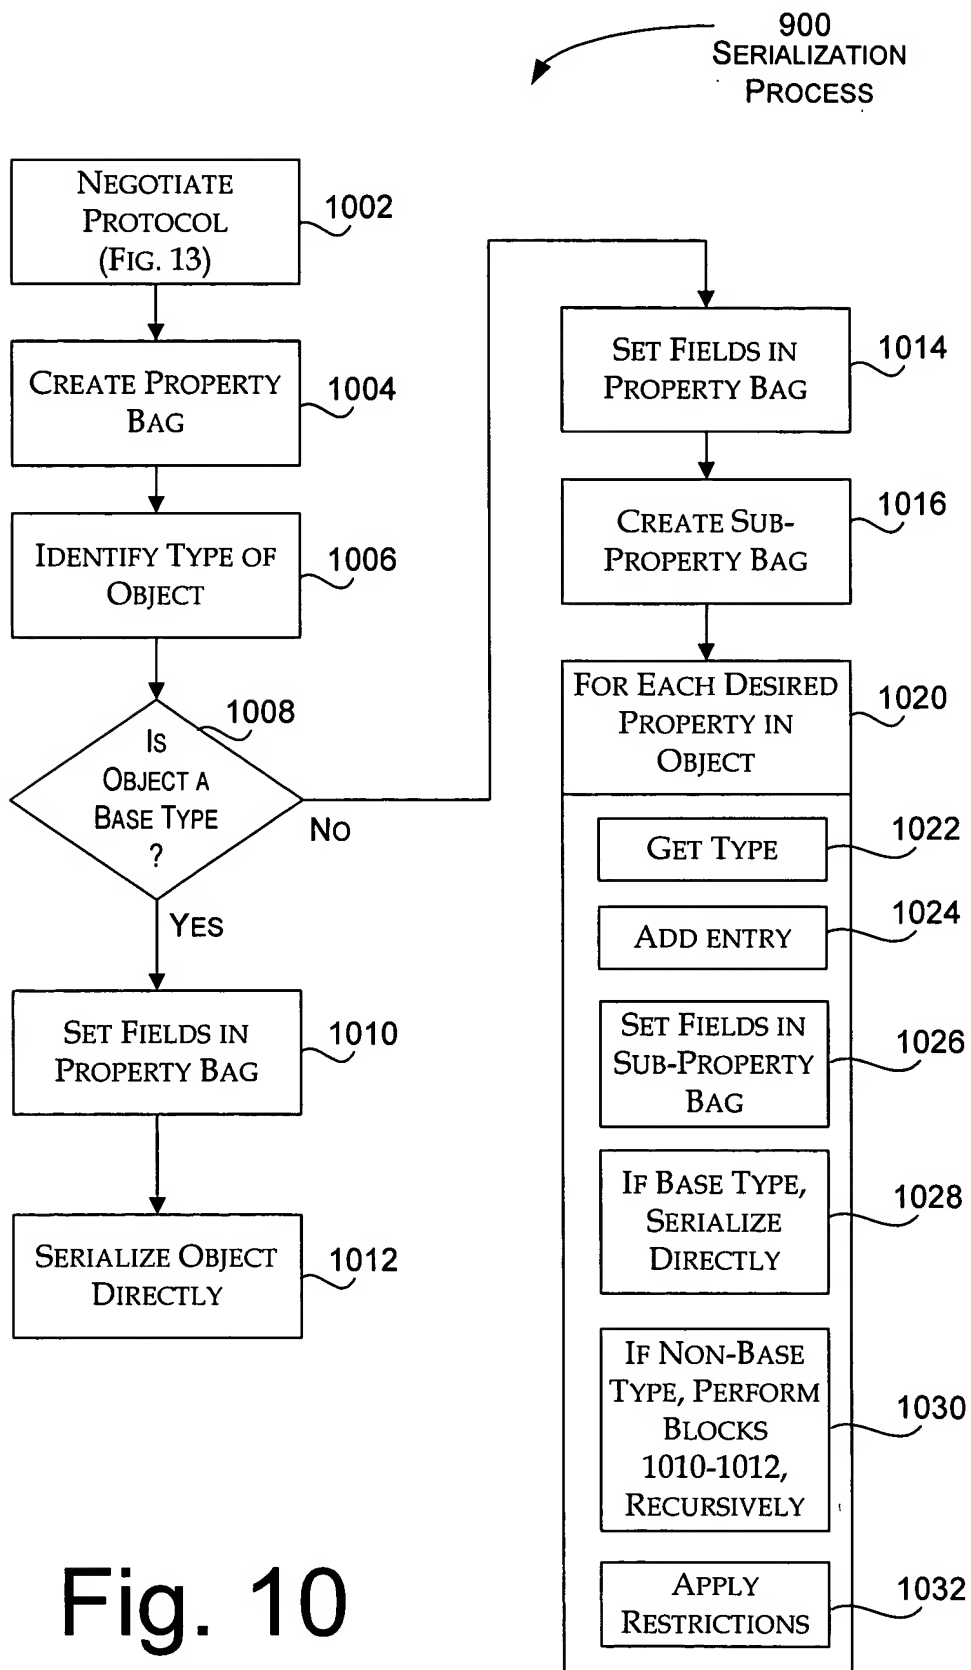 900
SERIALIZATION
PROCESS
NEGOTIATE
PROTOCOL
(FIG. 13)
1002
CREATE PROPERTY
BAG
1004
IDENTIFY TYPE OF
OBJECT
1006
1008
IS
OBJECT A
BASE TYPE
?
NO
YES
SET FIELDS IN
PROPERTY BAG
1010
SERIALIZE OBJECT
DIRECTLY
1012
SET FIELDS IN
PROPERTY BAG
1014
CREATE SUB-
PROPERTY BAG
1016
FOR EACH DESIRED
PROPERTY IN
OBJECT
1020
GET TYPE
1022
ADD ENTRY
1024
SET FIELDS IN
SUB-PROPERTY
BAG
1026
IF BASE TYPE,
SERIALIZE
DIRECTLY
1028
IF NON-BASE
TYPE, PERFORM
BLOCKS
1010-1012,
RECURSIVELY
1030
APPLY
RESTRICTIONS
1032
Fig. 10